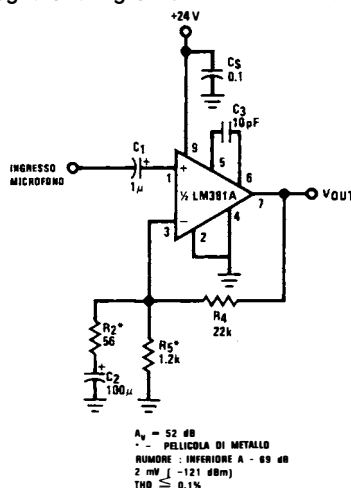 +24 V
CS
0.1
C3
10pF
C1
1μ
INGRESSO
MICROFONO
+
1
9
5
6
½ LM381A
7
VOUT
−
3
2
4
R4
22k
R2*
56
R5*
1.2k
+
C2
100μ
Av = 52 dB
* - PELLICOLA DI METALLO
RUMORE : INFERIORE A - 69 dB
2 mV ( -121 dBm)
THD ≦ 0.1%